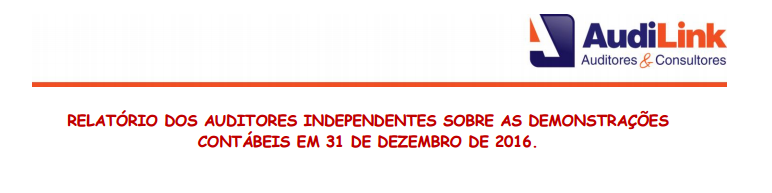 AudiLink
Auditores & Consultores
RELATÓRIO DOS AUDITORES INDEPENDENTES SOBRE AS DEMONSTRAÇÕES
CONTÁBEIS EM 31 DE DEZEMBRO DE 2016.